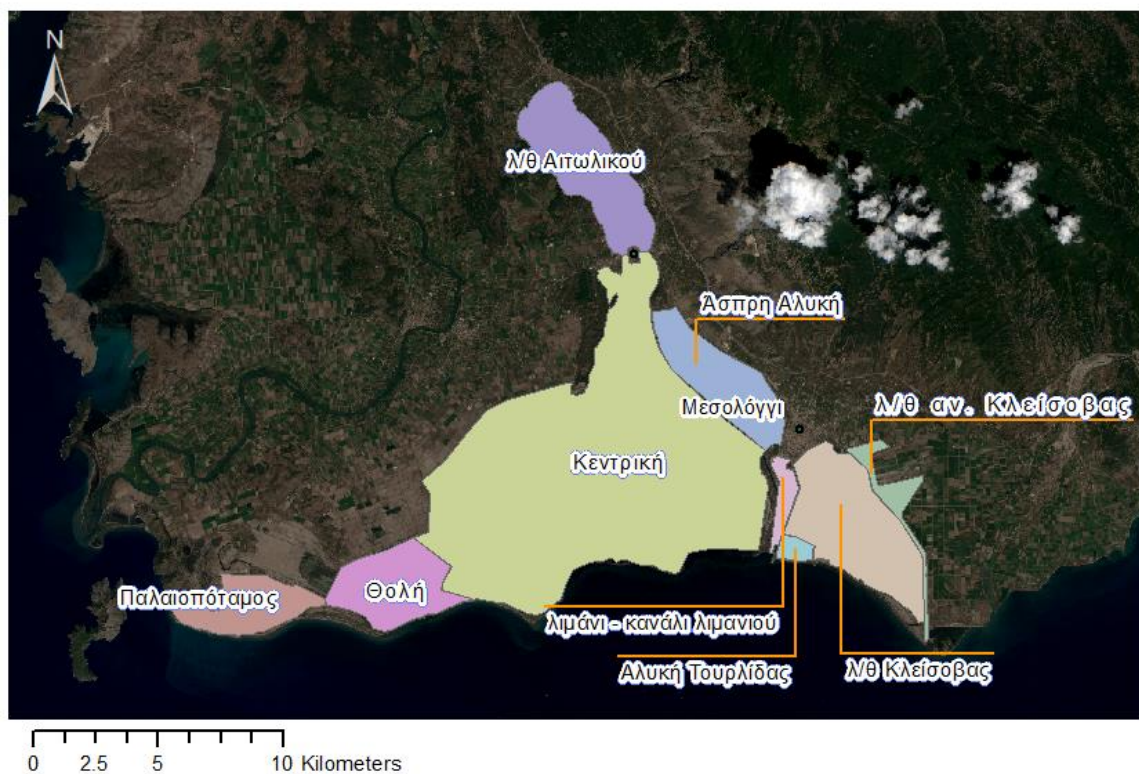 N
λ/θ Αιτωλικού
Άσπρη Αλυκή
Μεσολόγγι
λ/θ αν. Κλείσοβας
Κεντρική
Παλαιοπόταμος
Θολή
λιμάνι - κανάλι λιμανιού
Αλυκή Τουρλίδας
λ/θ Κλείσοβας
0 2.5 5 10 Kilometers